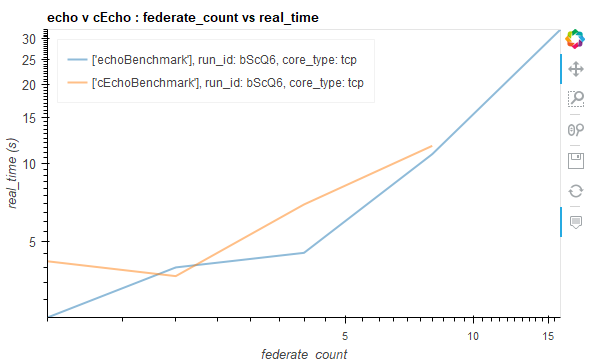 echo v cEcho : federate_count vs real_time
['echoBenchmark'], run_id: bScQ6, core_type: tcp
['cEchoBenchmark'], run_id: bScQ6, core_type: tcp
30
25
20
15
10
5
real_time (s)
5
10
15
federate_count